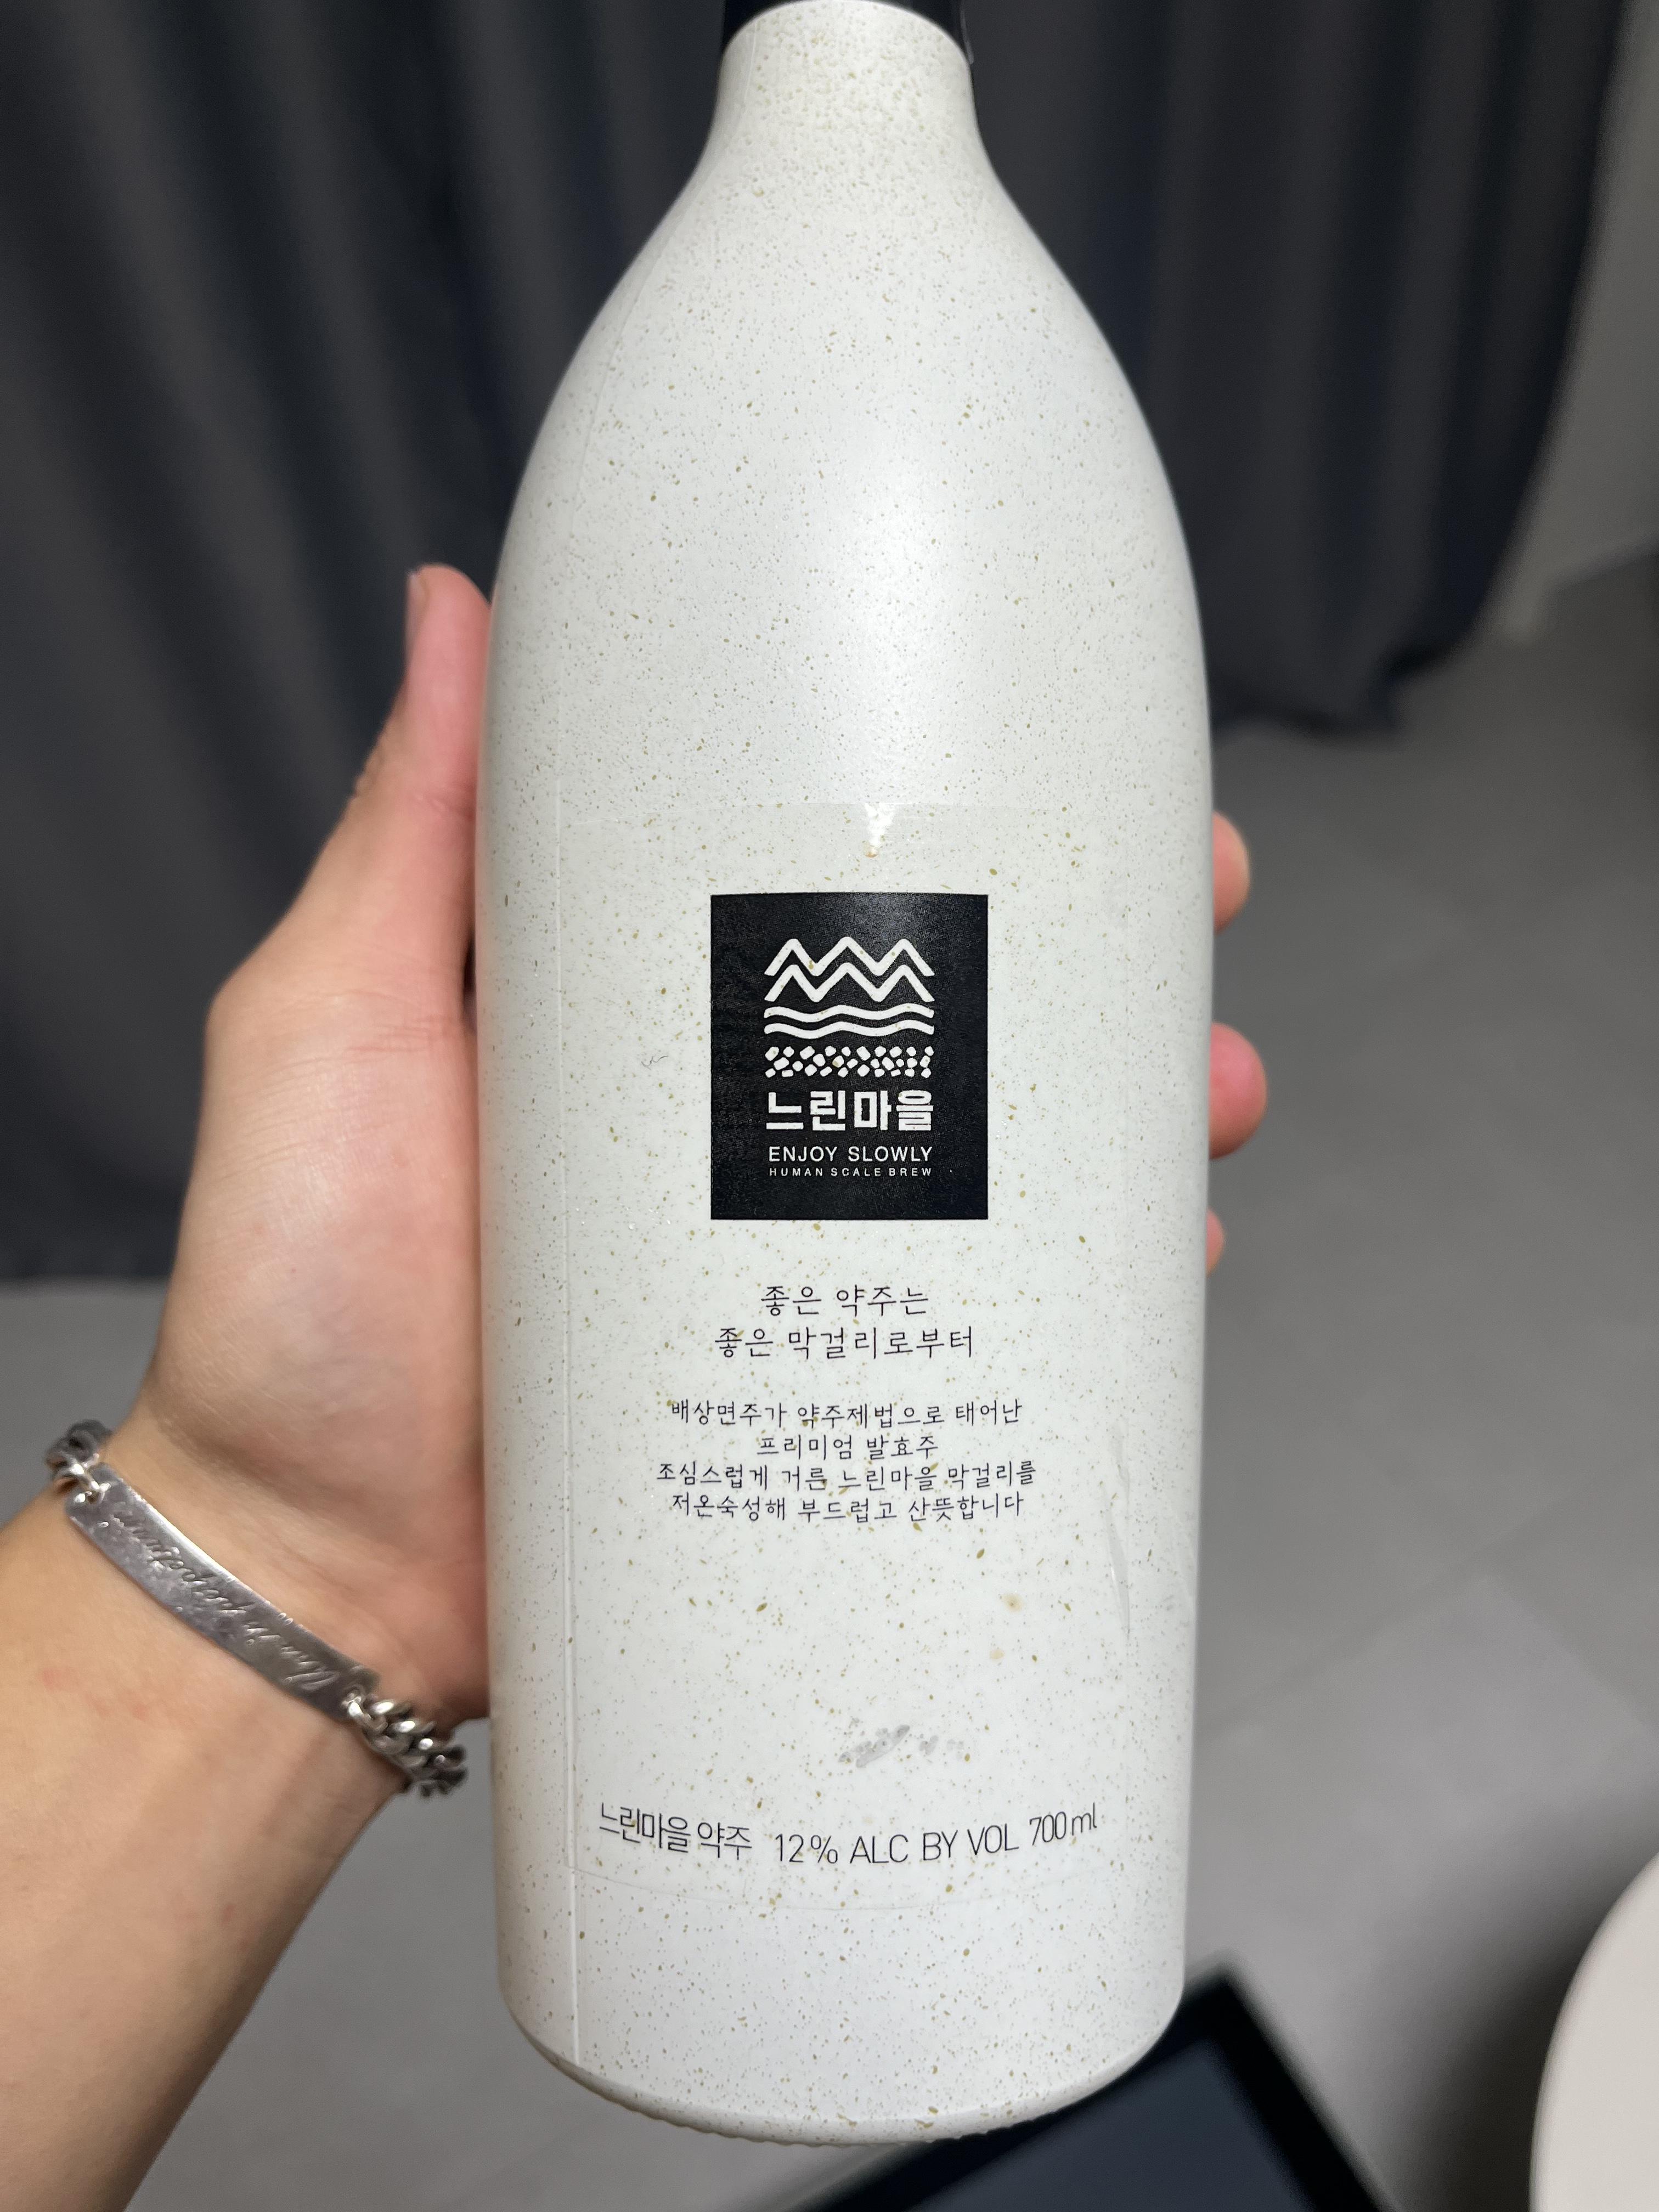 느린마을
ENJOY SLOWLY
HUMAN SCALE BREW
좋은 약주는
좋은 막걸리로부터
배상면주가 약주제법으로 태어난
프리미엄 발효주
조심스럽게 거른 느린마을 막걸리를
저온숙성해 부드럽고 산뜻합니다
느린마을 약주 12% ALC BY VOL 700ml